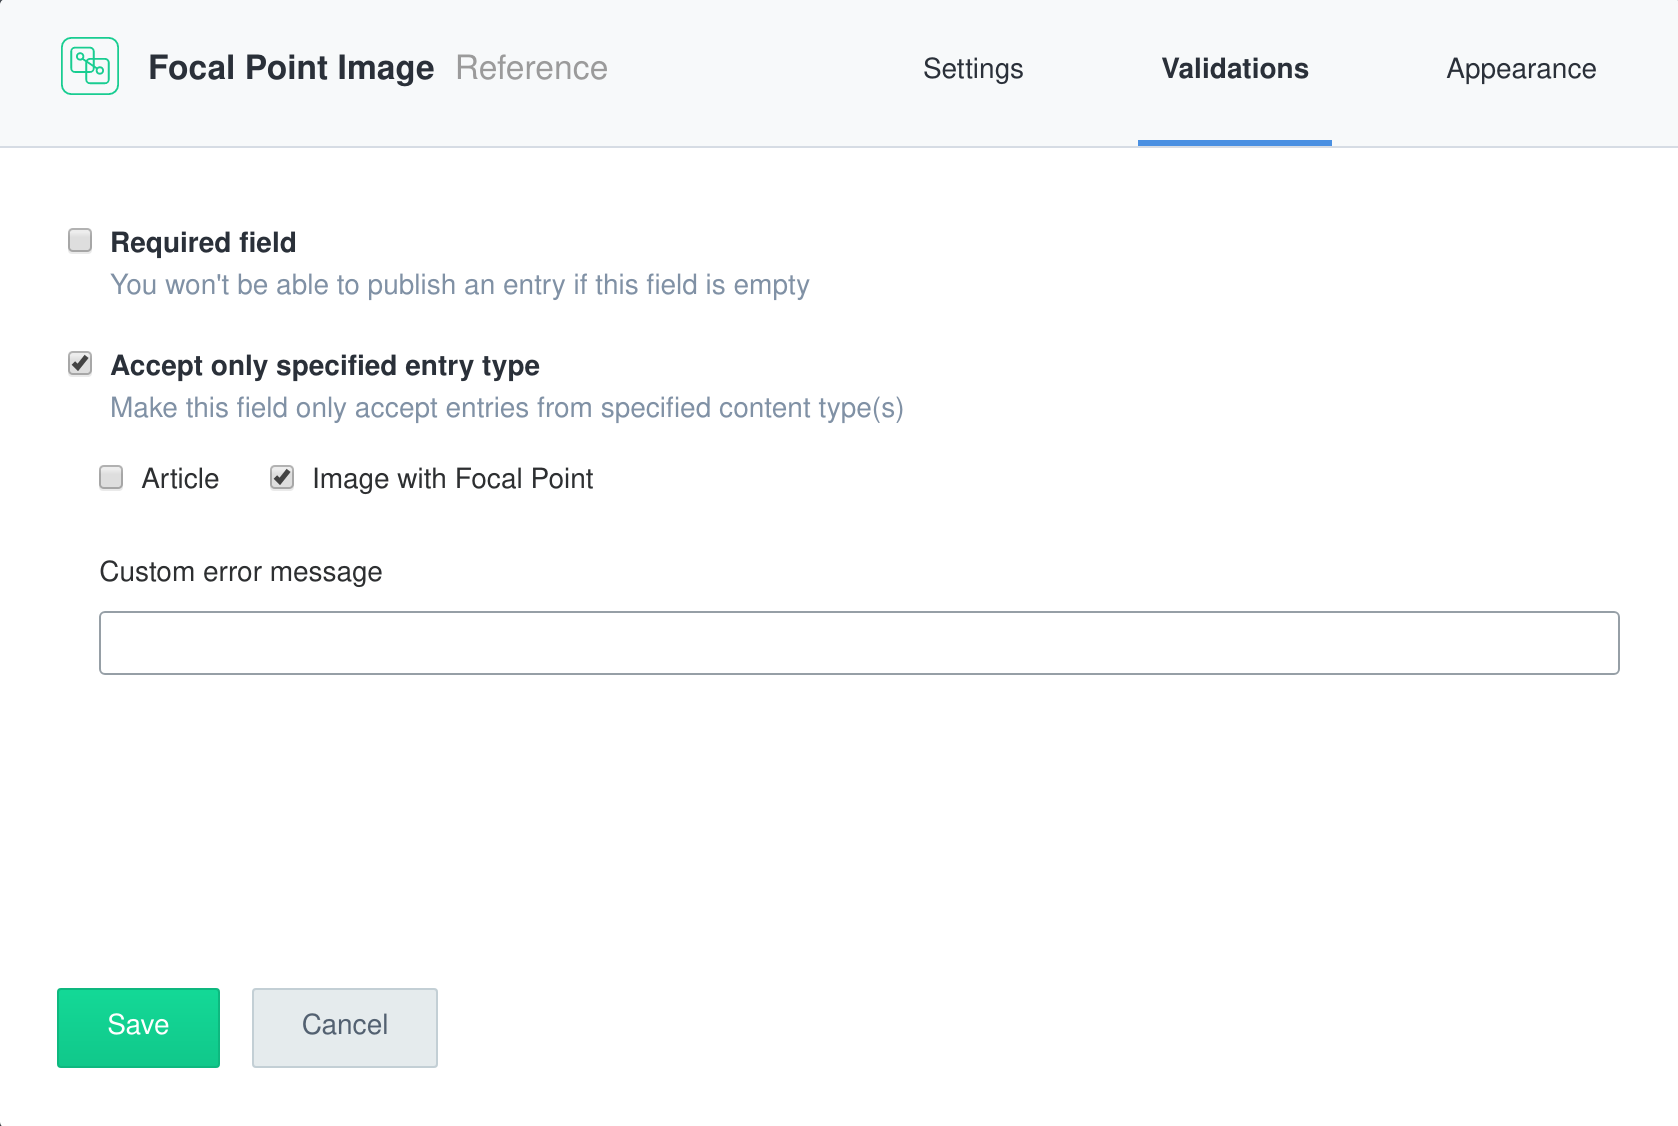 Focal Point Image Reference Settings Validations Appearance
Required field
You won't be able to publish an entry if this field is empty
Accept only specified entry type
Make this field only accept entries from specified content type(s)
Article Image with Focal Point
Custom error message
Save Cancel